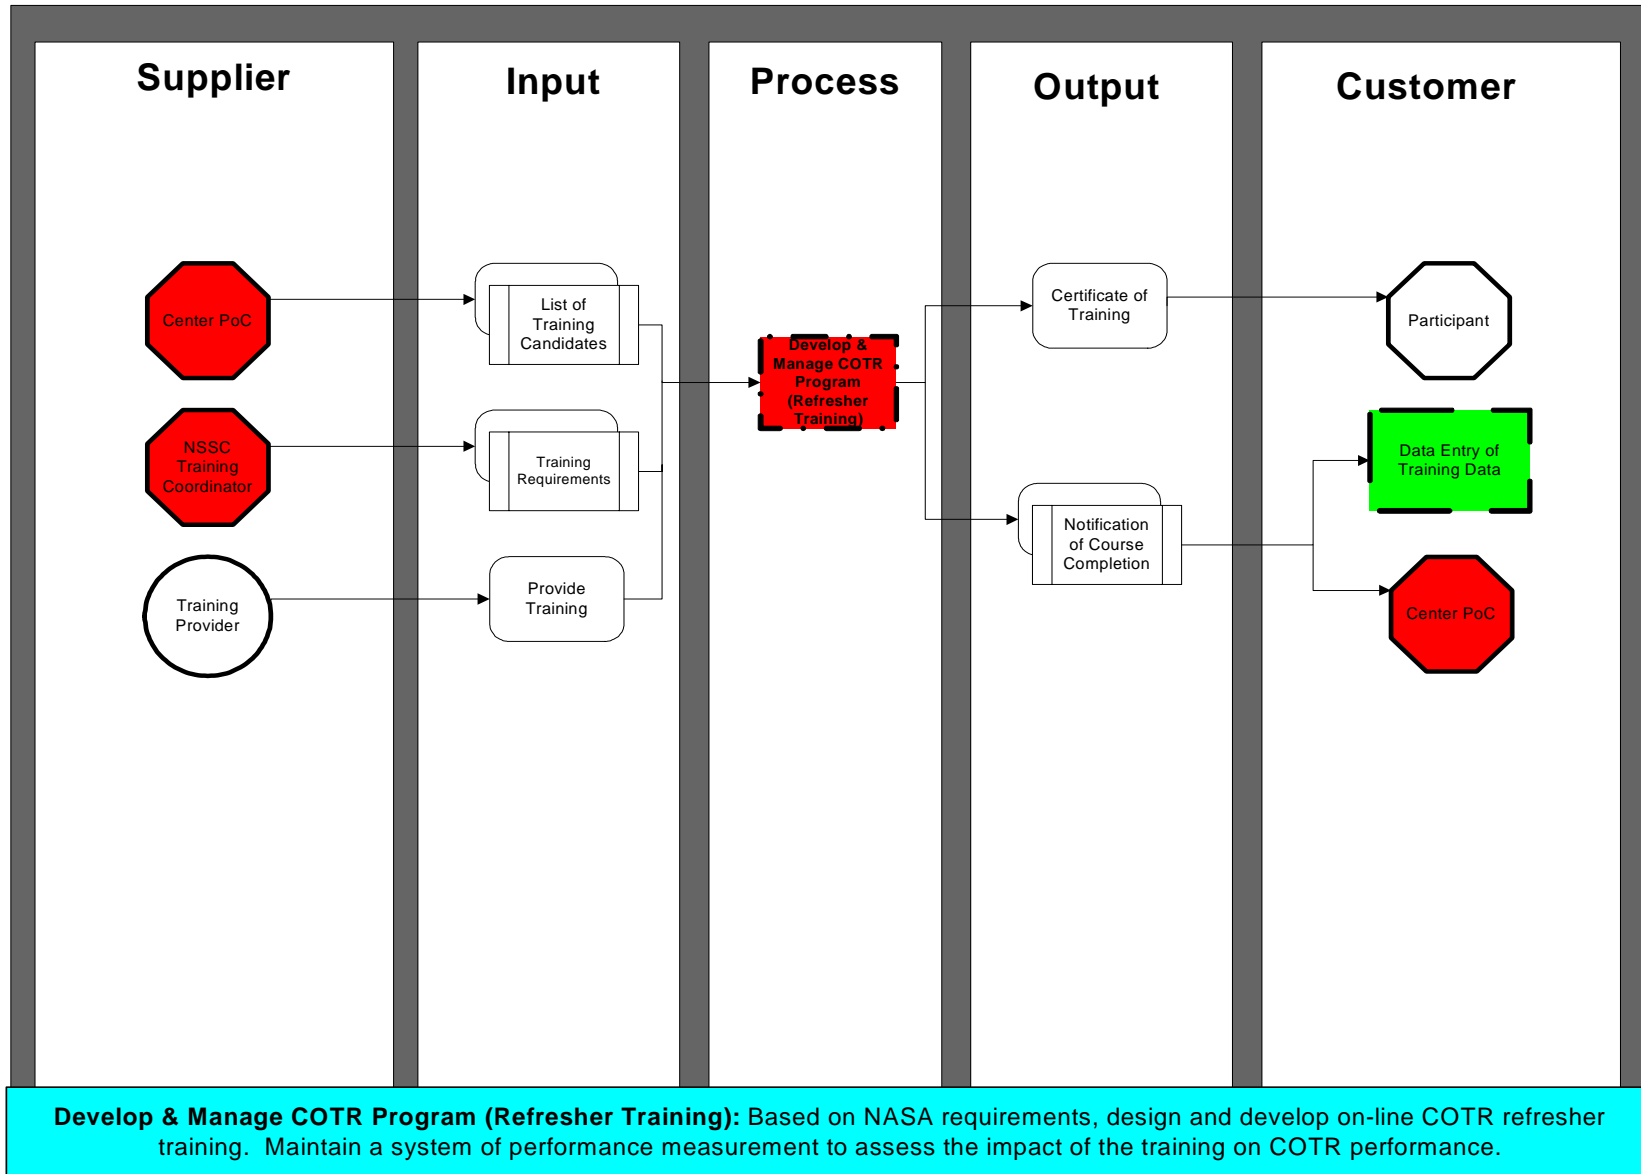 Supplier
Input
Process
Output
Customer
Center PoC
NSSC
Training
Coordinator
Training
Provider
List of
Training
Candidates
Training
Requirements
Provide
Training
Develop &
Manage COTR
Program
(Refresher
Training)
Certificate of
Training
Notification
of Course
Completion
Participant
Data Entry of
Training Data
Center PoC
Develop & Manage COTR Program (Refresher Training): Based on NASA requirements, design and develop on-line COTR refresher
training. Maintain a system of performance measurement to assess the impact of the training on COTR performance.